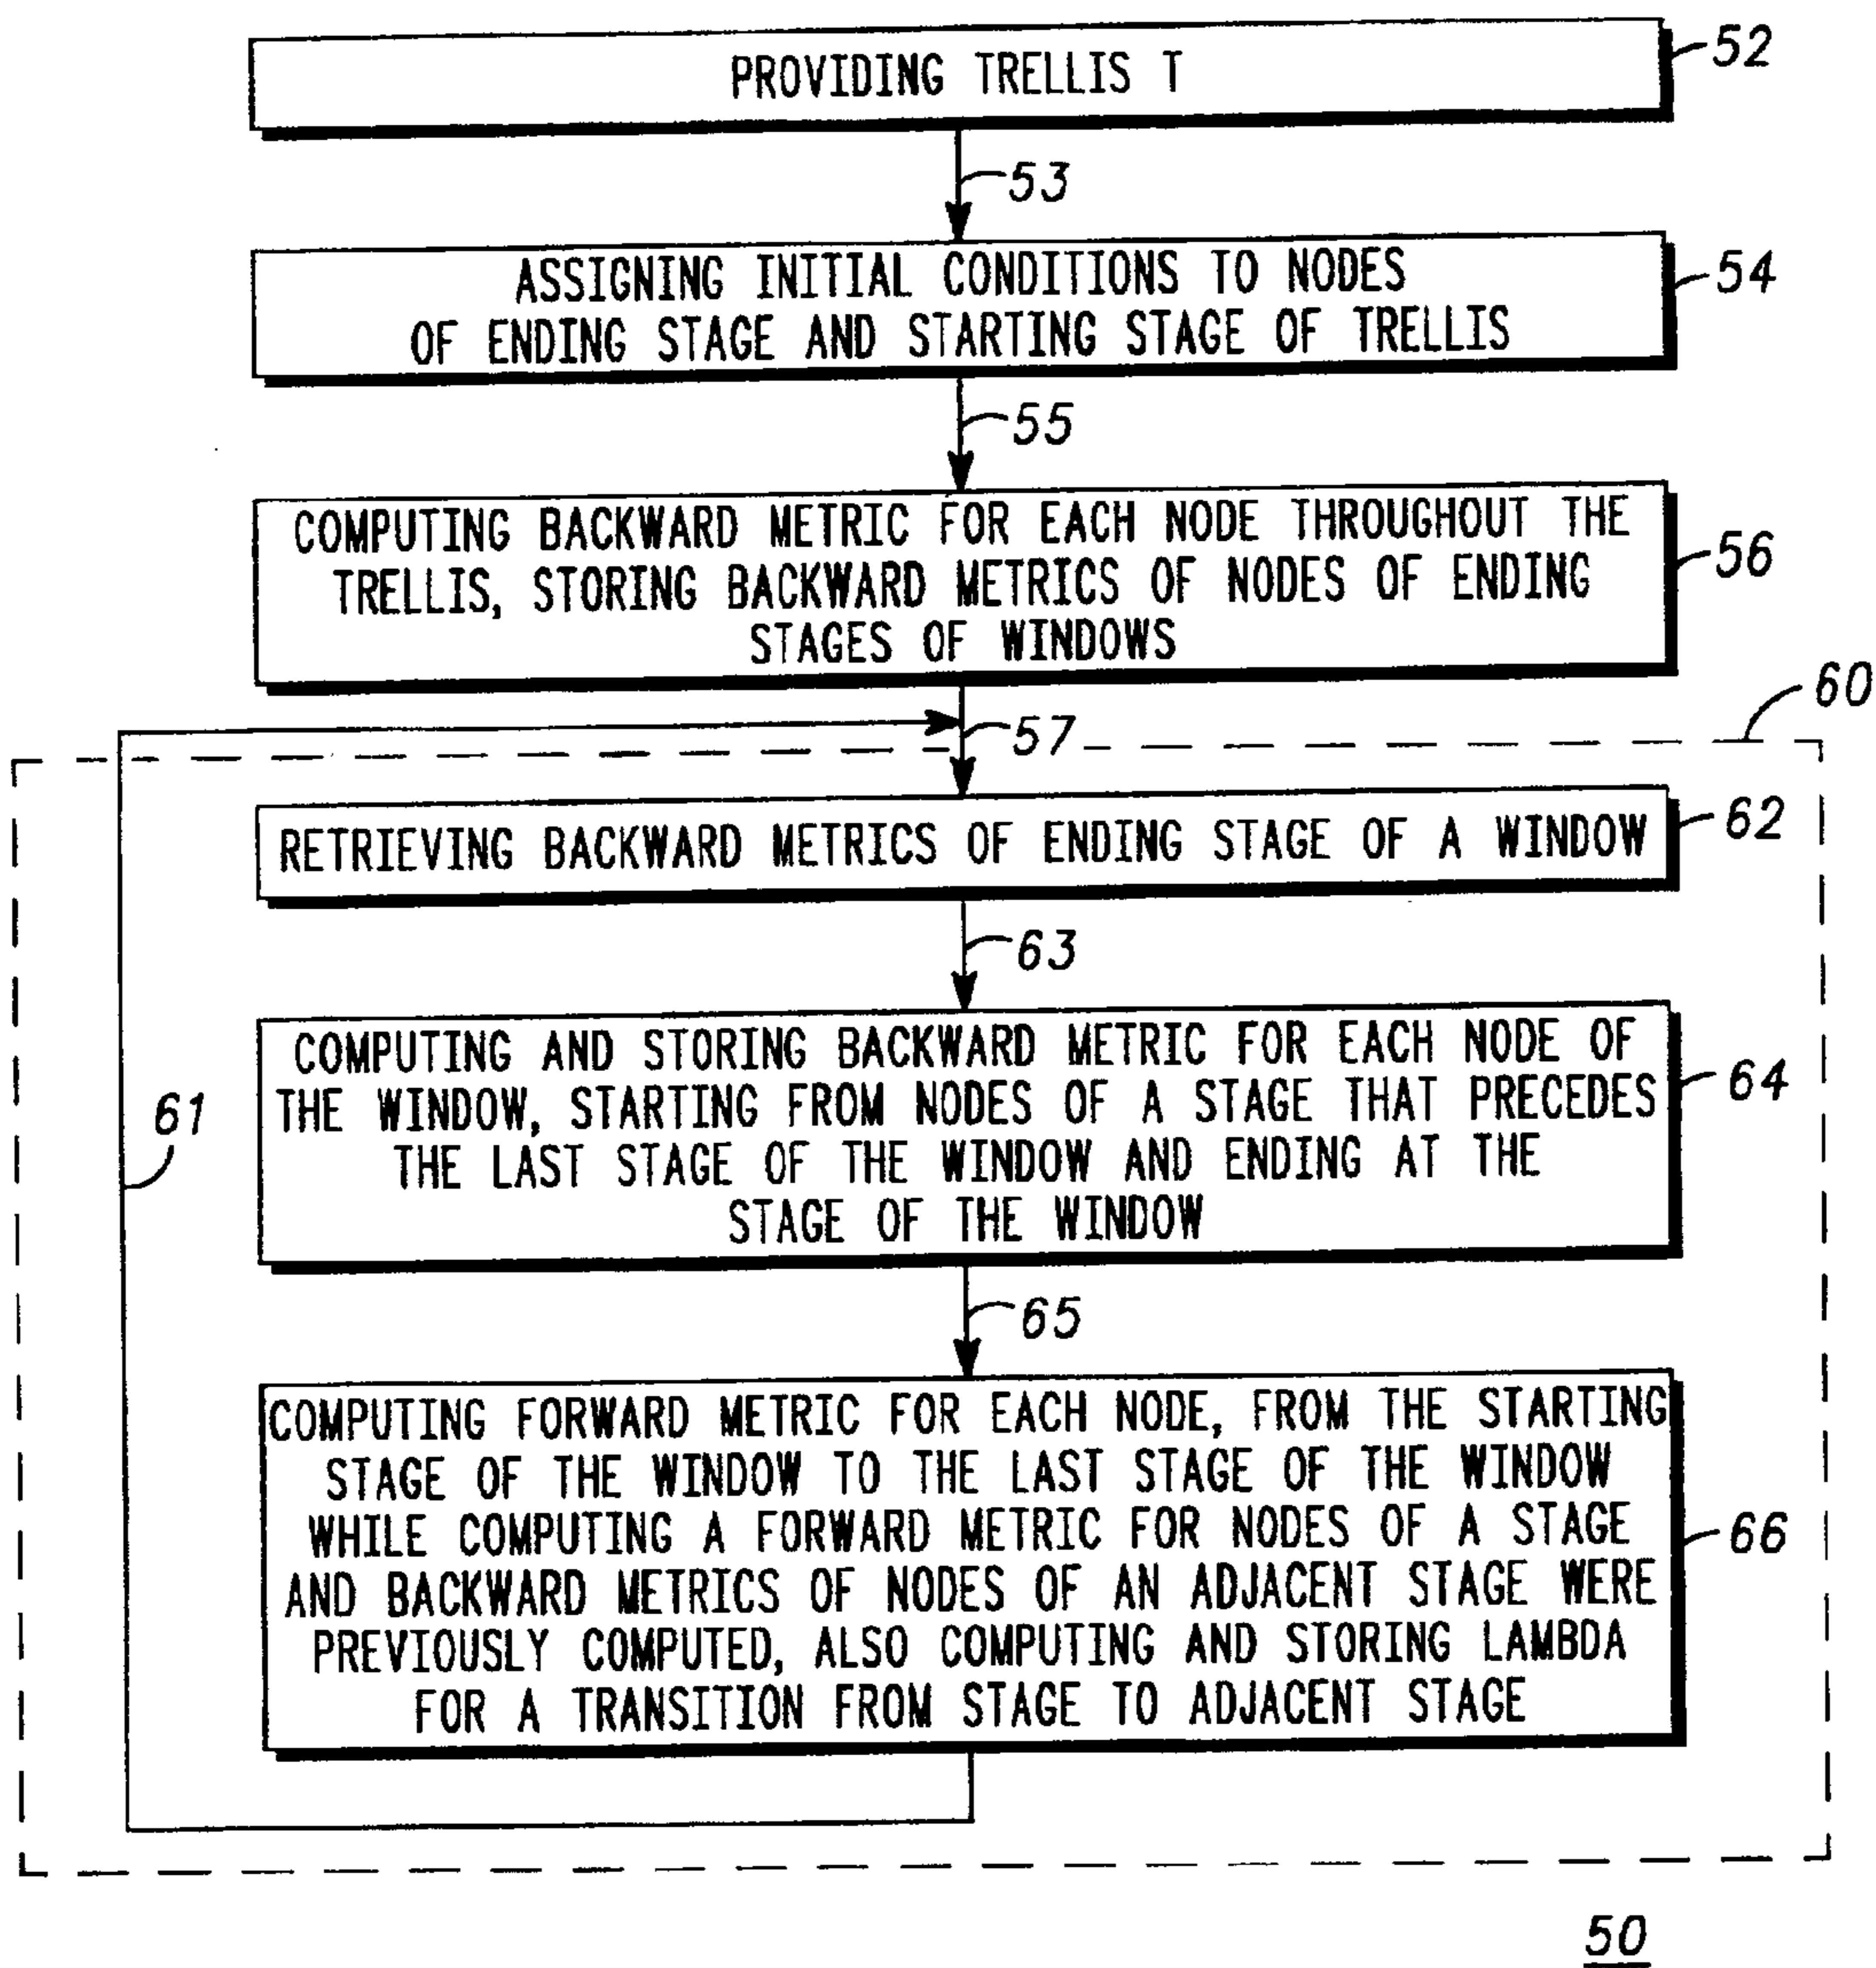 PROVIDING TRELLIS T
52
53
ASSIGNING INITIAL CONDITIONS TO NODES
OF ENDING STAGE AND STARTING STAGE OF TRELLIS
54
55
COMPUTING BACKWARD METRIC FOR EACH NODE THROUGHOUT THE
TRELLIS, STORING BACKWARD METRICS OF NODES OF ENDING
STAGES OF WINDOWS
56
60
57
RETRIEVING BACKWARD METRICS OF ENDING STAGE OF A WINDOW
62
63
COMPUTING AND STORING BACKWARD METRIC FOR EACH NODE OF
THE WINDOW, STARTING FROM NODES OF A STAGE THAT PRECEDES
THE LAST STAGE OF THE WINDOW AND ENDING AT THE
STAGE OF THE WINDOW
64
61
65
COMPUTING FORWARD METRIC FOR EACH NODE, FROM THE STARTING
STAGE OF THE WINDOW TO THE LAST STAGE OF THE WINDOW
WHILE COMPUTING A FORWARD METRIC FOR NODES OF A STAGE
AND BACKWARD METRICS OF NODES OF AN ADJACENT STAGE WERE
PREVIOUSLY COMPUTED, ALSO COMPUTING AND STORING LAMBDA
FOR A TRANSITION FROM STAGE TO ADJACENT STAGE
66
50